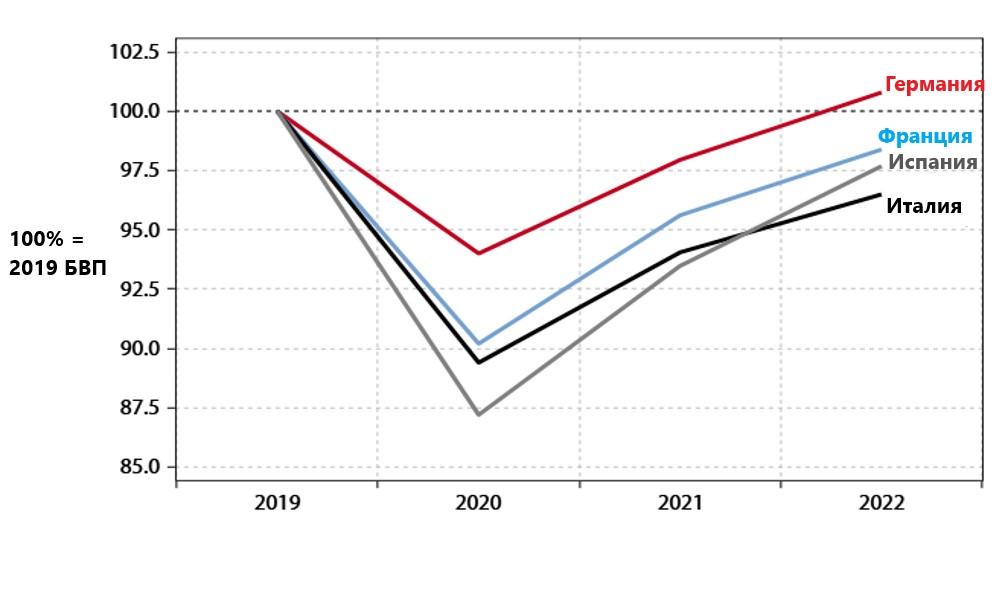 102.5
Германия
100.0
Франция
Испания
97.5
Италия
95.0
100% =
2019 БВП
92.5
90.0
87.5
85.0
2019 2020 2021 2022